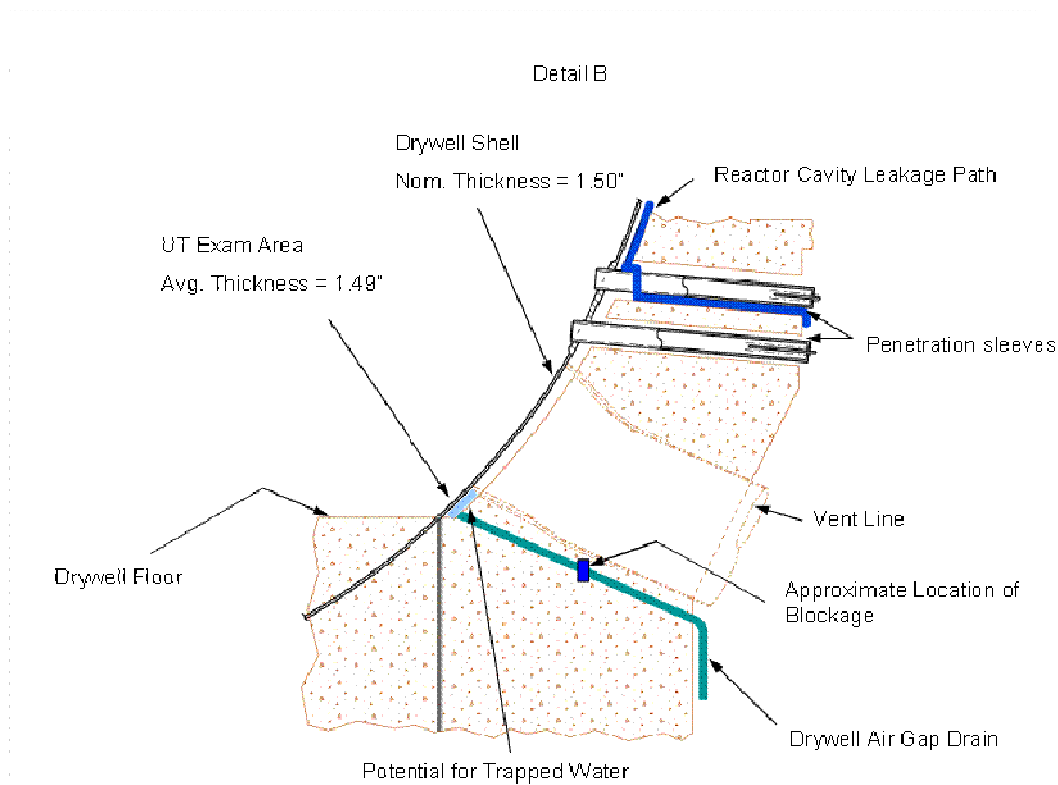 Detail B
Drywell Shell
Nom. Thickness = 1.50"
Reactor Cavity Leakage Path
UT Exam Area
Avg. Thickness = 1.49"
Penetration sleeves
Vent Line
Drywell Floor
Approximate Location of
Blockage
Drywell Air Gap Drain
Potential for Trapped Water